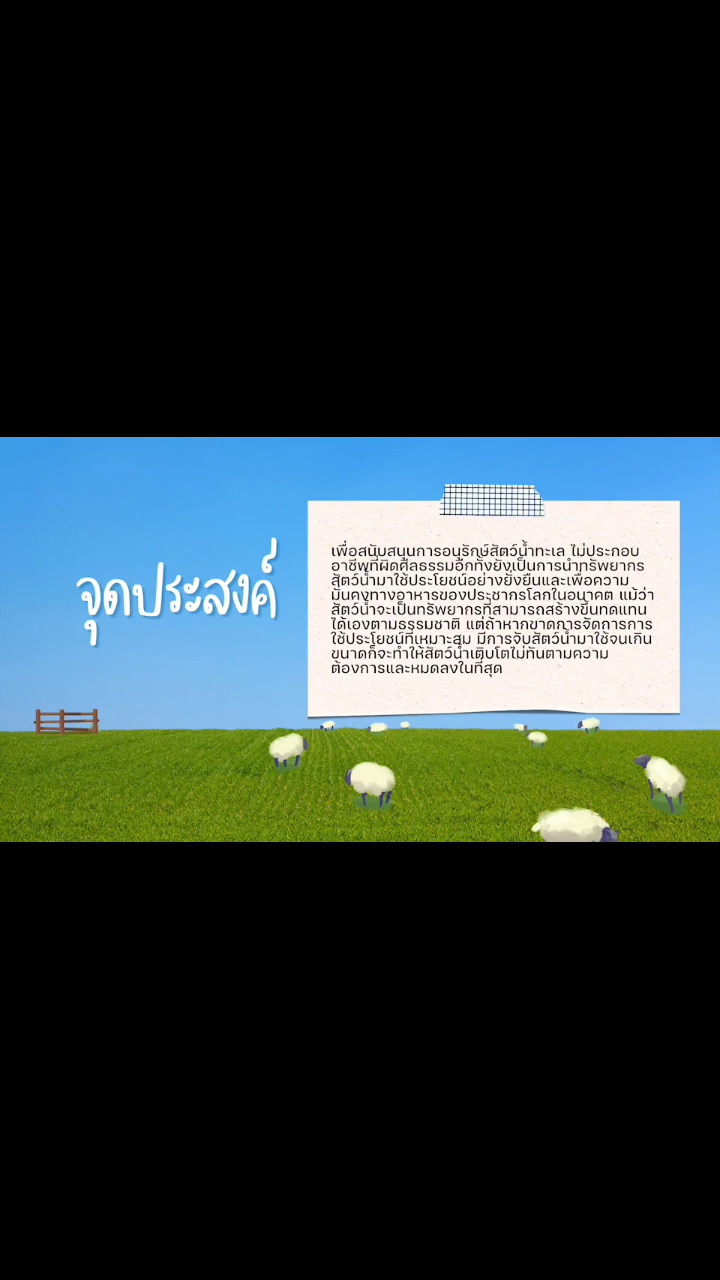 จุดประสงค์
เพื่อสนับสนุนการอนุรักษ์สัตว์น้ำทะเล ไม่ประกอบ
อาชีพที่ผิดศีลธรรมอีกทั้งยังเป็นการนำทรัพยากร
สัตว์น้ำมาใช้ประโยชน์อย่างยั่งยืนและเพื่อความ
มั่นคงทางอาหารของประชากรโลกในอนาคต แม้ว่า
สัตว์น้ำจะเป็นทรัพยากรที่สามารถสร้างขึ้นทดแทน
ได้เองตามธรรมชาติ แต่ถ้าหากขาดการจัดการการ
ใช้ประโยชน์ที่เหมาะสม มีการจับสัตว์น้ำมาใช้จนเกิน
ขนาดก็จะทำให้สัตว์น้ำเติบโตไม่ทันตามความ
ต้องการและหมดลงในที่สุด